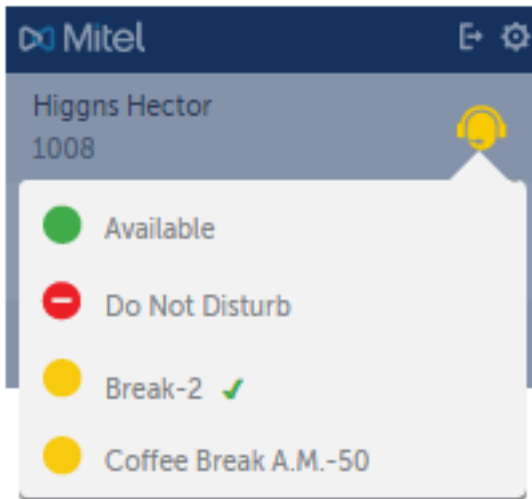 Mitel
Higgns Hector
1008
Available
Do Not Disturb
Break-2
Coffee Break A.M.-50